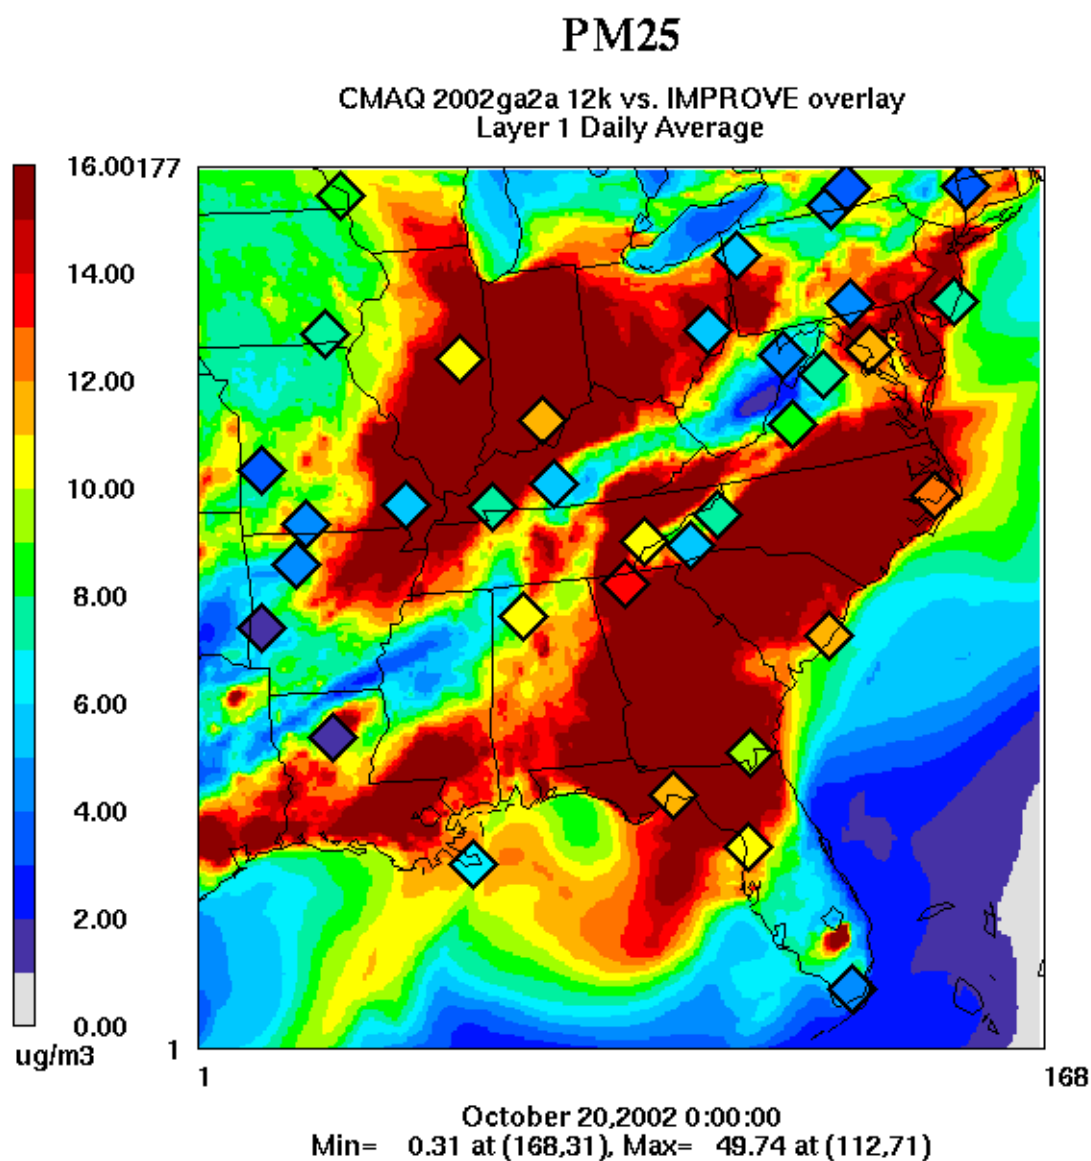 PM25
CMAQ 2002ga2a 12k vs. IMPROVE overlay
Layer 1 Daily Average
16.00
177
14.00
12.00
10.00
8.00
6.00
4.00
2.00
0.00
ug/m3
1
1
168
October 20,2002 0:00:00
Min= 0.31 at (168,31), Max= 49.74 at (112,71)